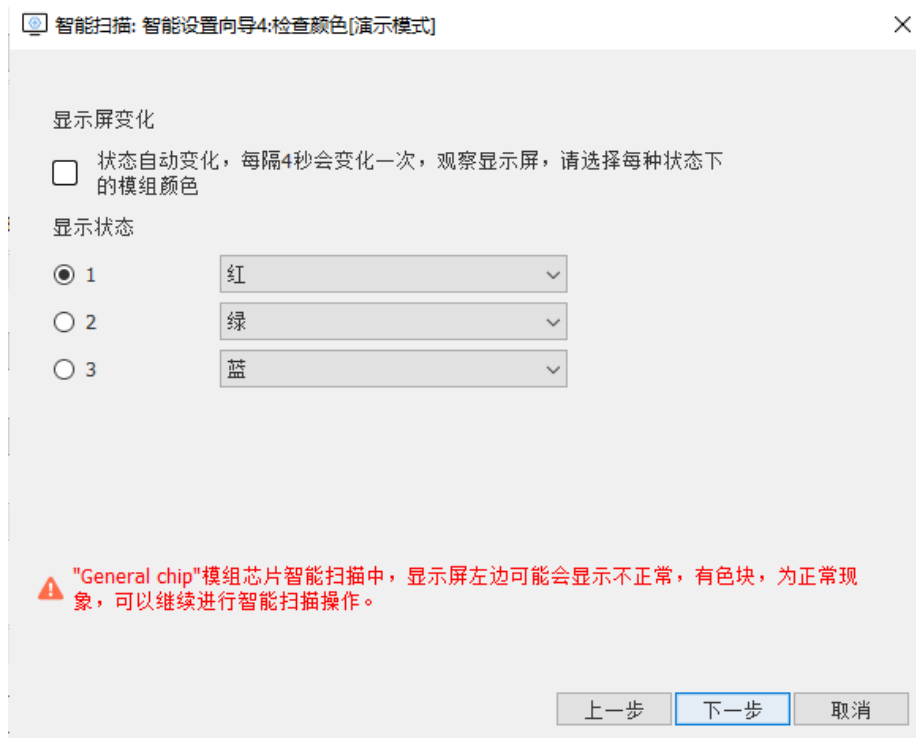 智能扫描: 智能设置向导4:检查颜色[演示模式]
显示屏变化
状态自动变化，每隔4秒会变化一次，观察显示屏，请选择每种状态下
的模组颜色
显示状态
1 红
2 绿
3 蓝
"General chip"模组芯片智能扫描中，显示屏左边可能会显示不正常，有色块，为正常现
象，可以继续进行智能扫描操作。
上一步 下一步 取消